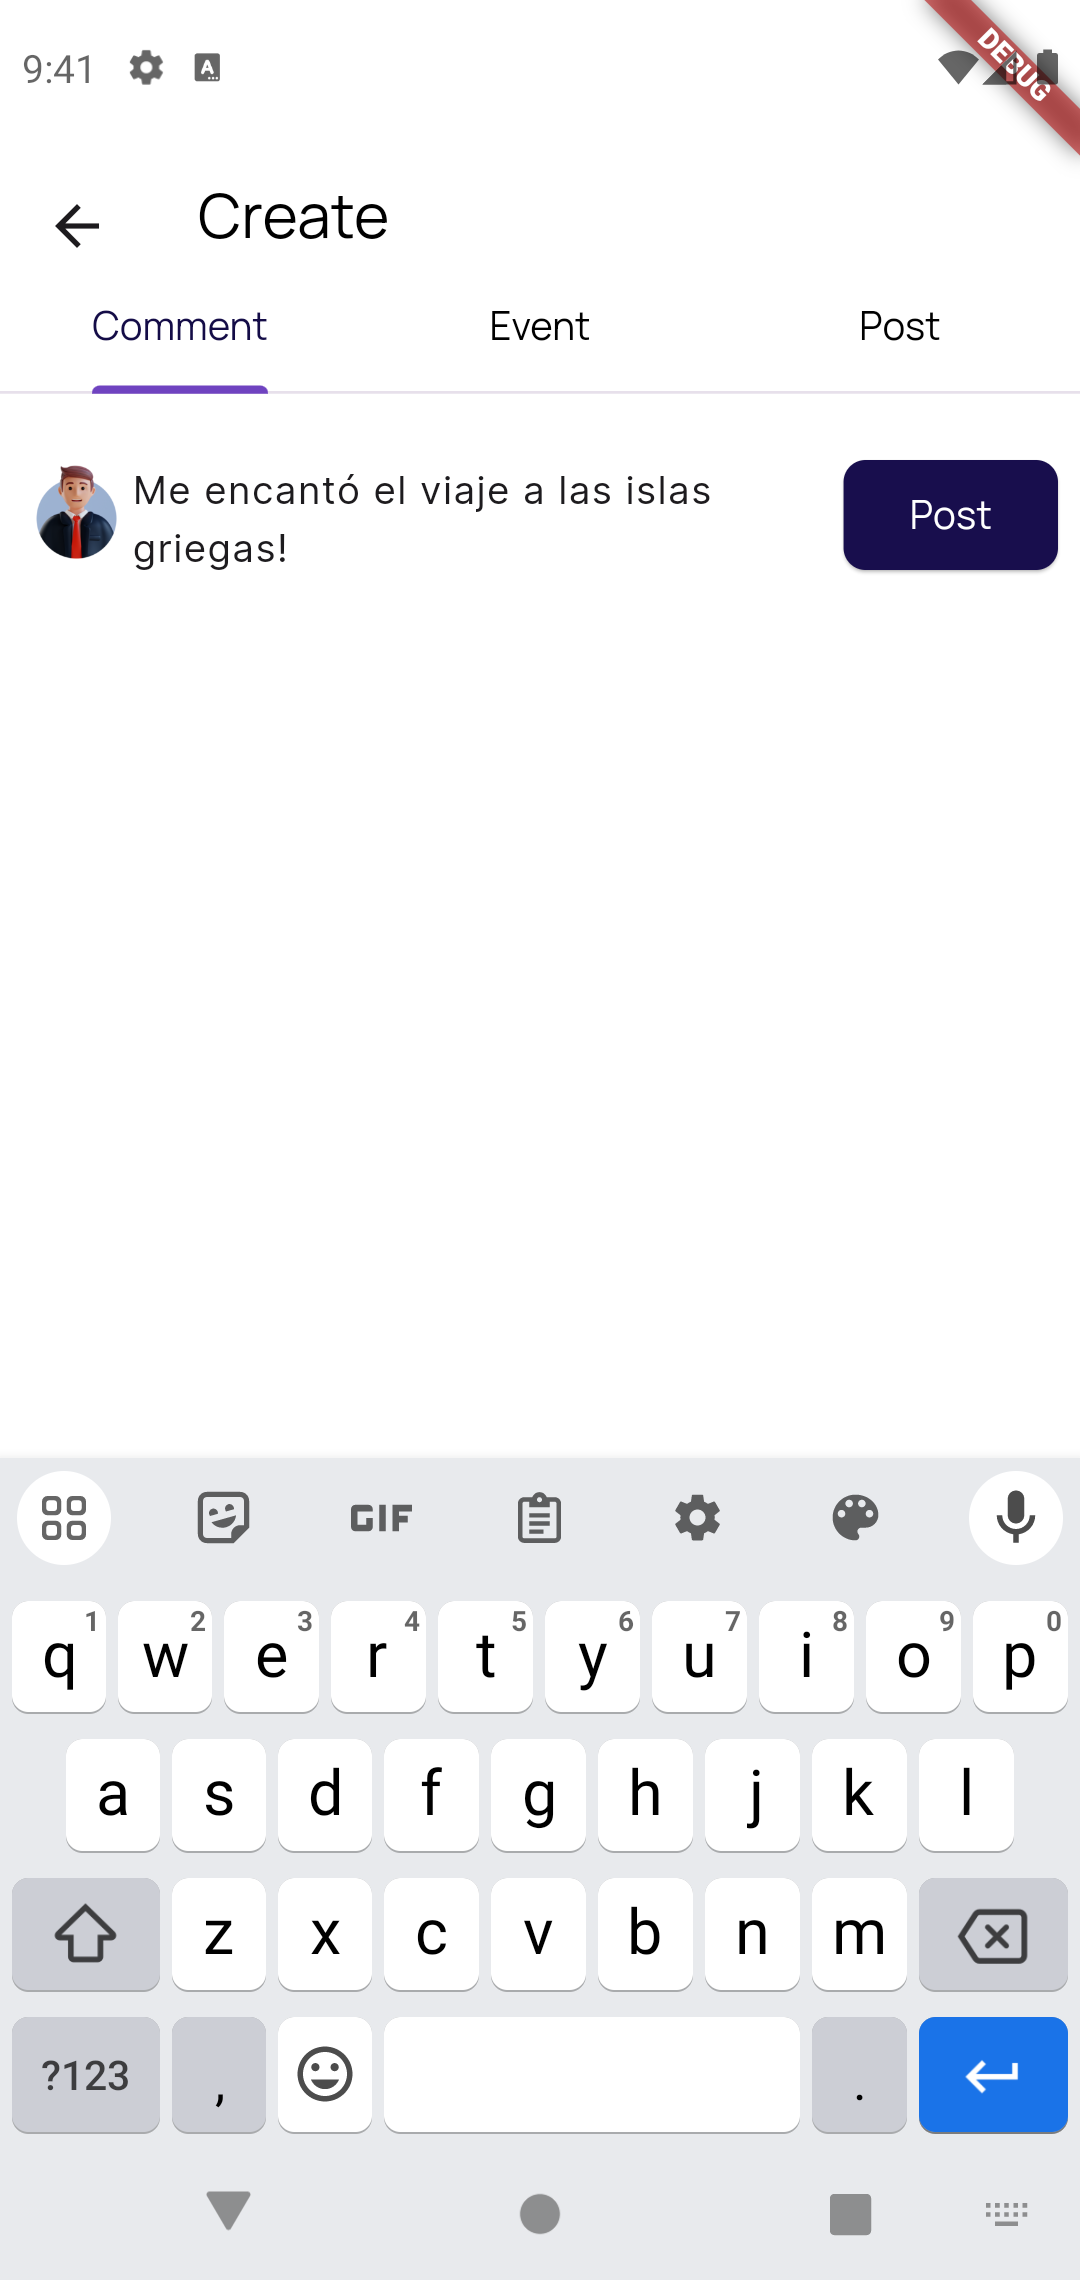 9:41
A
DEBUG
Create
Comment Event Post
Me encantó el viaje a las islas
griegas!
Post
GIF
1 2 3 4 5 6 7 8 9 0
q w e r t y u i o p
a s d f g h j k l
z x c v b n m
?123 , .